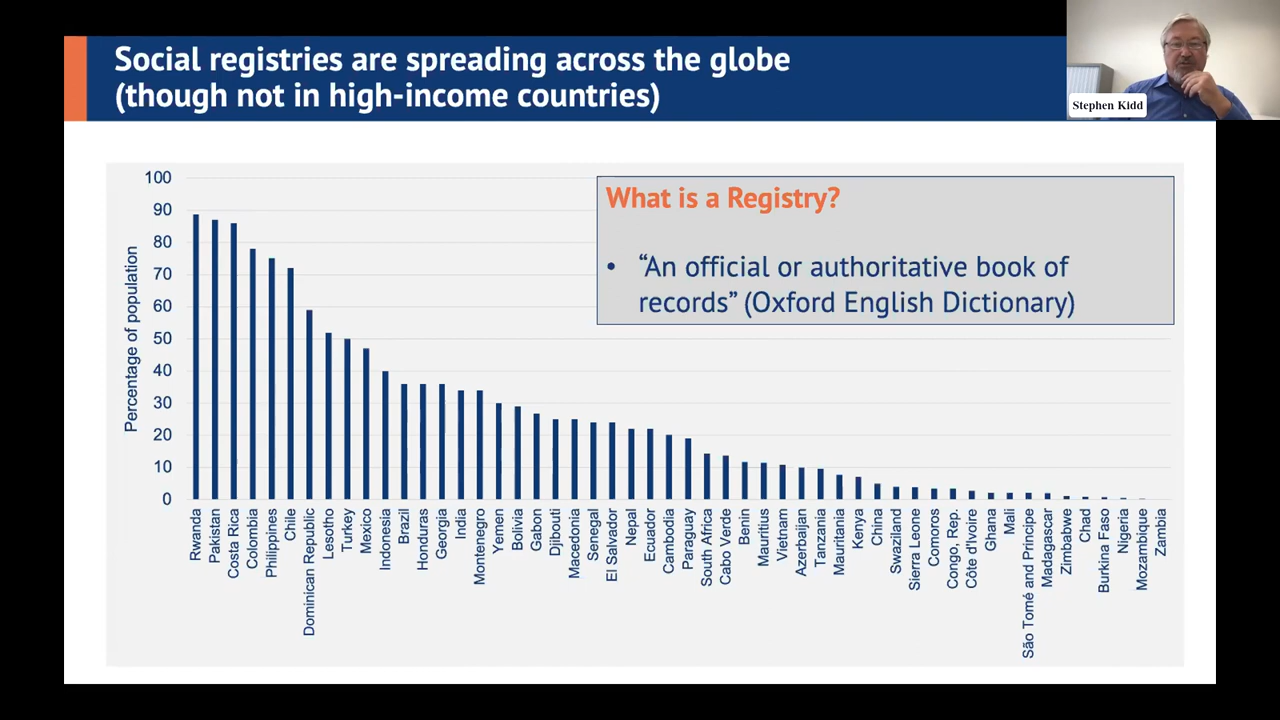 Social registries are spreading across the globe
(though not in high-income countries)
Stephen Kidd
What is a Registry?
• “An official or authoritative book of
records” (Oxford English Dictionary)
Percentage of population
100
90
80
70
60
50
40
30
20
10
0
Rwanda
Pakistan
Costa Rica
Colombia
Philippines
Chile
Dominican Republic
Lesotho
Turkey
Mexico
Indonesia
Brazil
Honduras
Georgia
India
Montenegro
Yemen
Bolivia
Gabon
Djibouti
Macedonia
Senegal
El Salvador
Nepal
Ecuador
Cambodia
Paraguay
South Africa
Cabo Verde
Benin
Mauritius
Vietnam
Azerbaijan
Tanzania
Mauritania
Kenya
China
Swaziland
Sierra Leone
Comoros
Congo, Rep.
Côte d'Ivoire
Ghana
Mali
São Tomé and Príncipe
Madagascar
Zimbabwe
Chad
Burkina Faso
Nigeria
Mozambique
Zambia